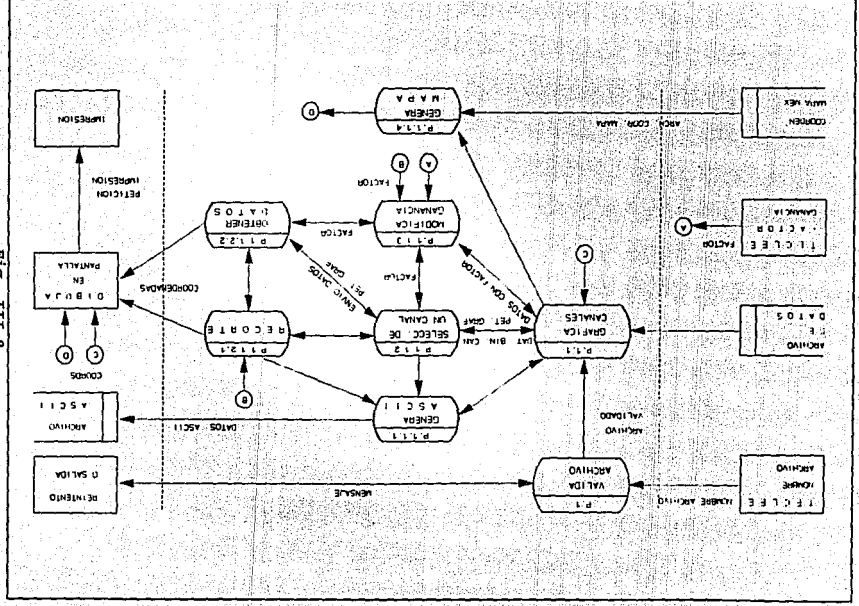 TECLEE
NOMBRE
ARCHIVO
NOMBRE ARCHIVO
P.1
VALIDA
ARCHIVO
MENSAJE
REINTENTO
O SALIDA
ARCHIVO
VALIDADO
P.1.1.1
GENERA
ASCII
DATOS ASCII
ARCHIVO
ASCII
ARCHIVO
DE
DATOS
P.1.1
GRAFICA
CANALES
DAT BIN. CAN
PET. GRAF
P.1.1.2
SELECC. DE
UN CANAL
B
P.1.1.2.1
RECORTE
COORDS
C
D
DIBUJA
EN
PANTALLA
COORDENADAS
C
DATOS CON FACTOR
FACTOR
ENVIO DATOS
PET. GRAF
TECLEE
FACTOR
GANANCIA
FACTOR
A
P.1.1.3
MODIFICA
GANANCIA
FACTOR
P.1.1.2.2
OBTENER
DATOS
A
B
FACTOR
PETICION
IMPRESION
COORDEN.
MAPA MEX
ARCH COOR. MAPA
P.1.1.4
GENERA
MAPA
D
IMPRESION